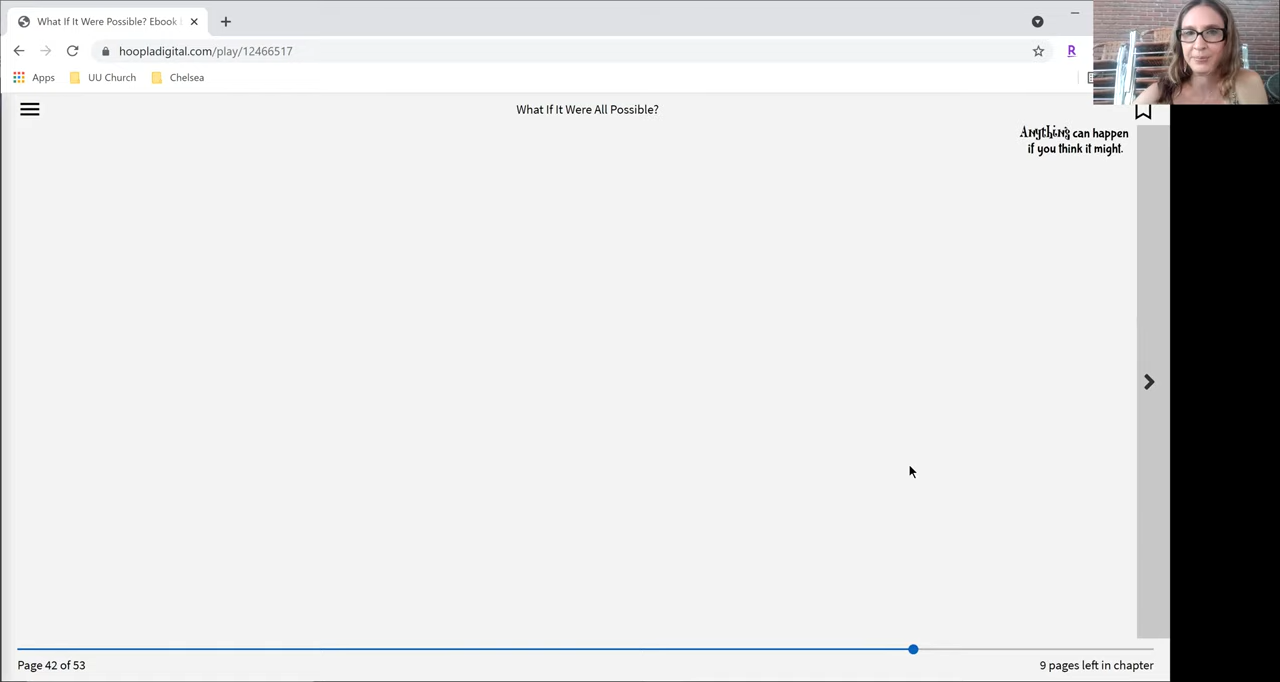 What If It Were Possible? Ebook
hoopladigital.com/play/12466517
R
Apps
UU Church
Chelsea
What If It Were All Possible?
Anything can happen
if you think it might.
Page 42 of 53
9 pages left in chapter